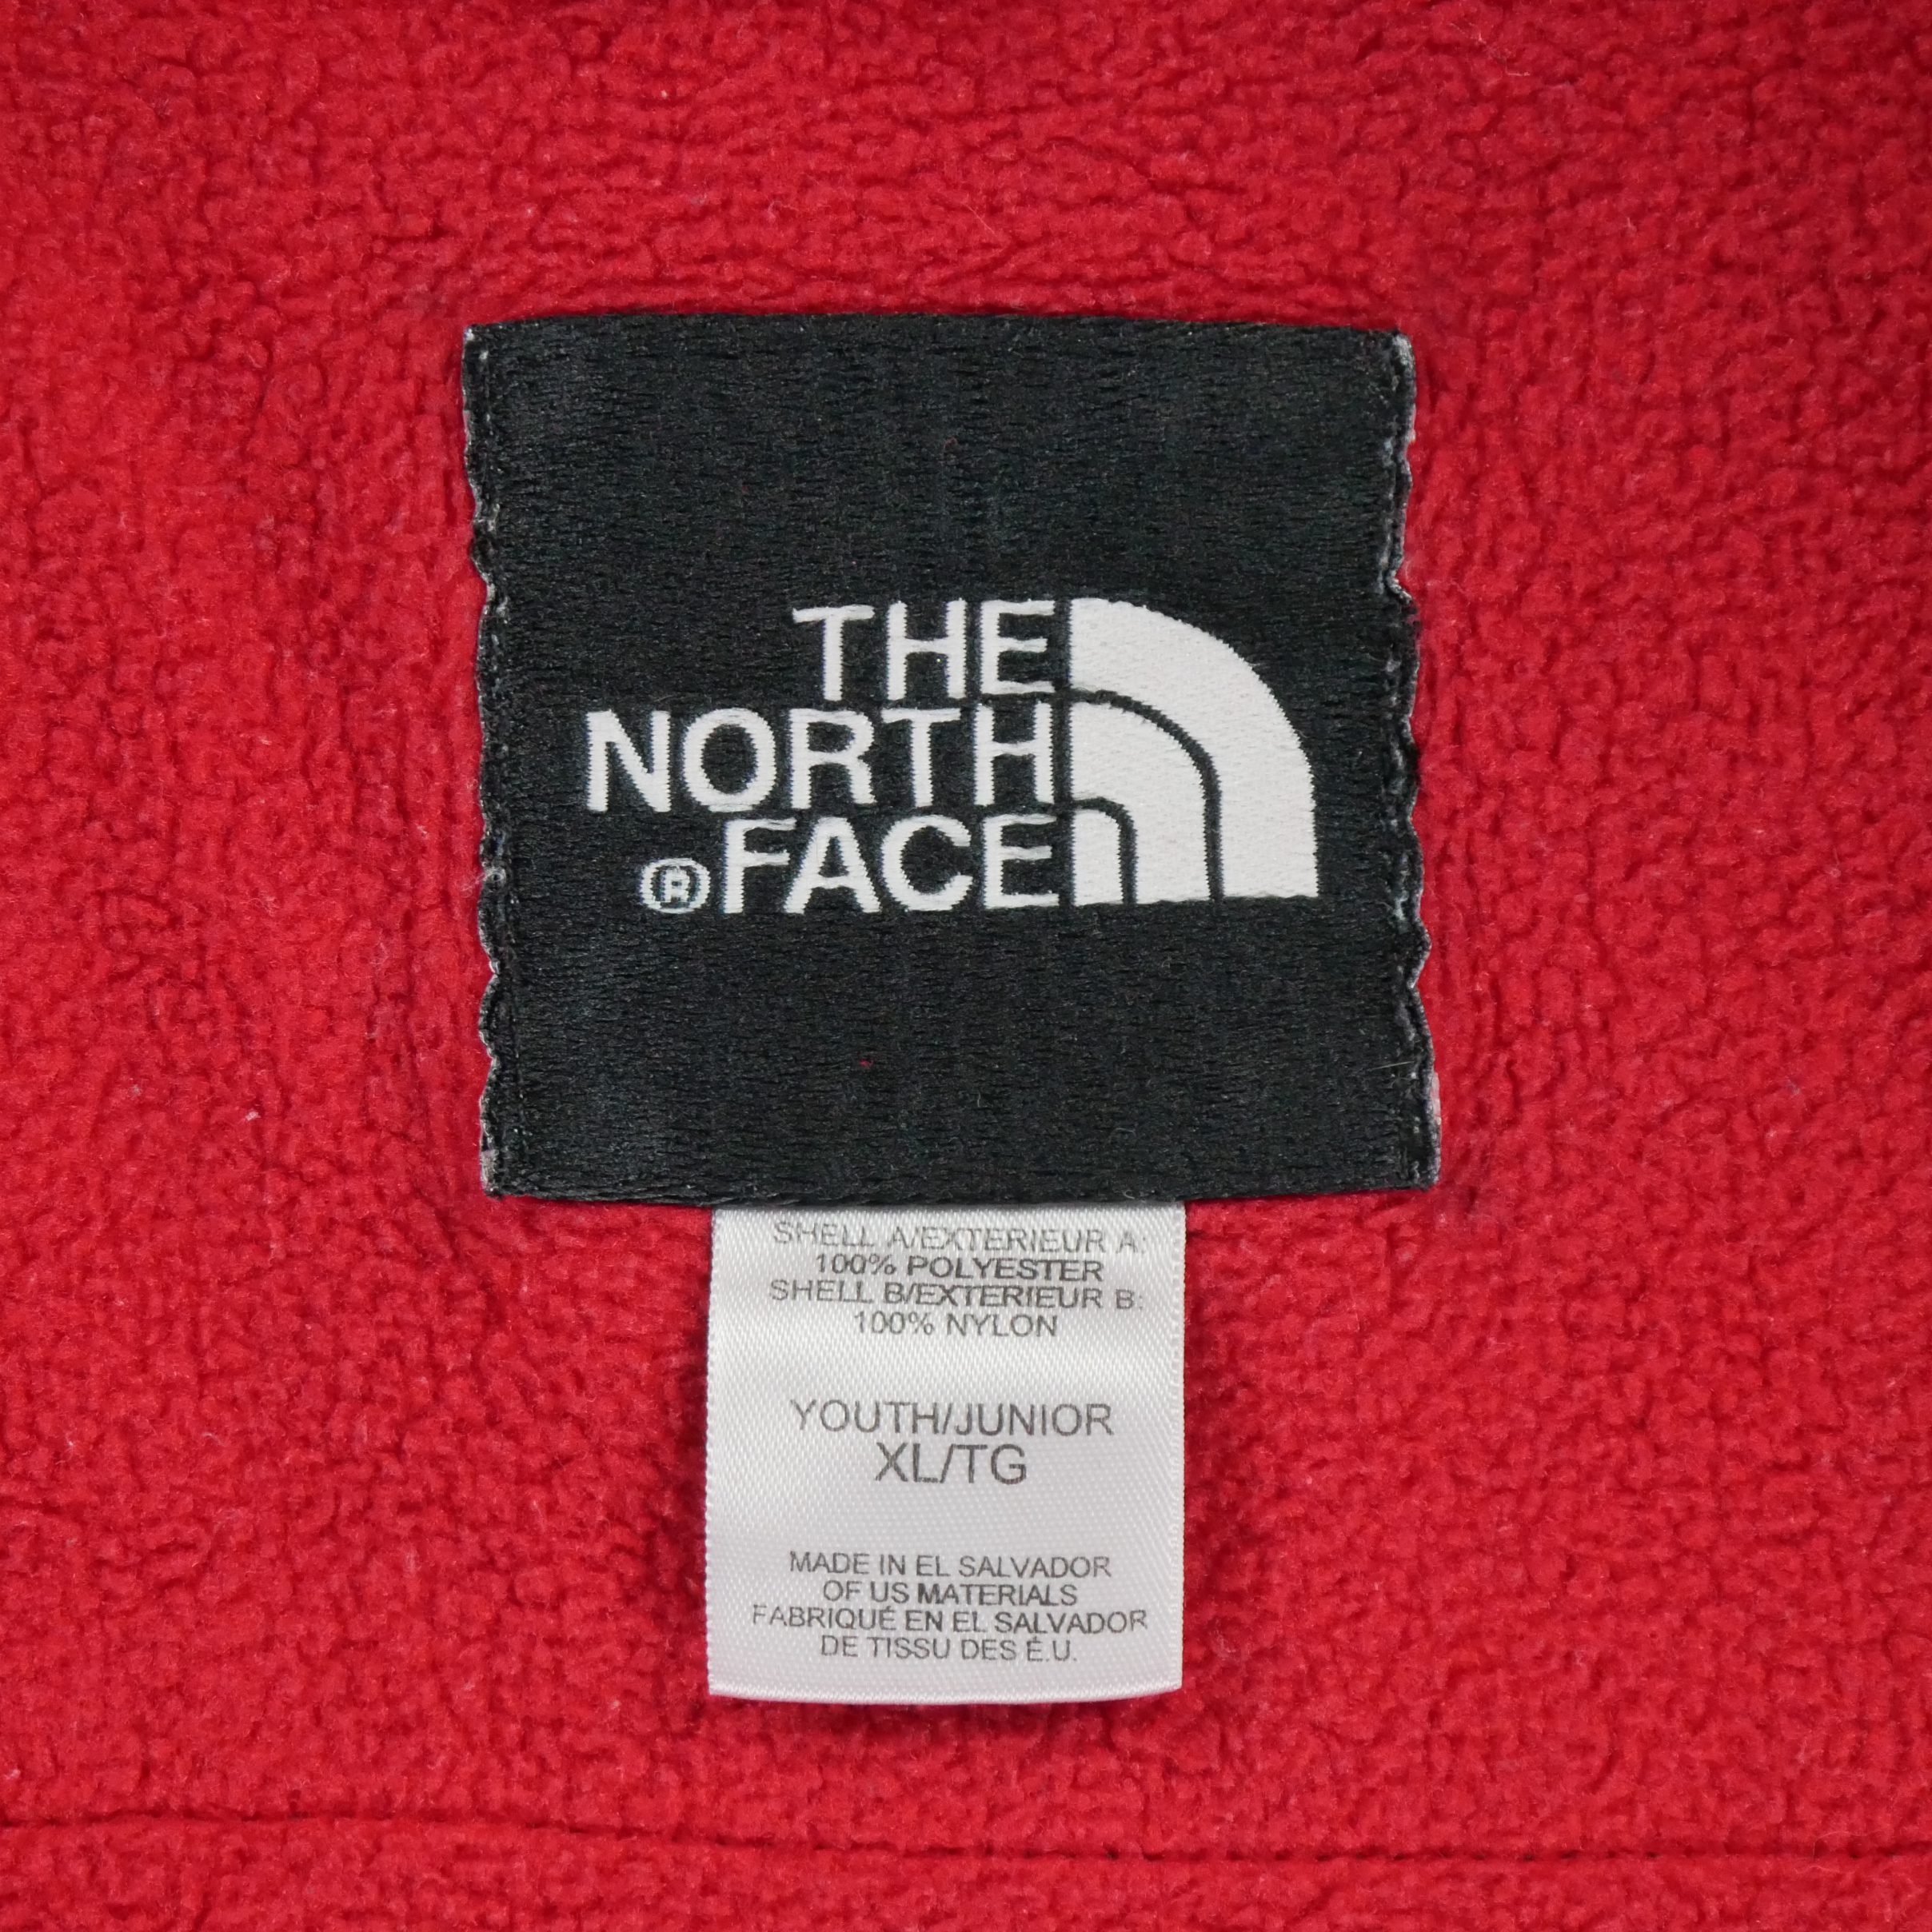 THE
NORTH
®FACE
SHELL A/EXTERIEUR A:
100% POLYESTER
SHELL B/EXTERIEUR B:
100% NYLON
YOUTH/JUNIOR
XL/TG
MADE IN EL SALVADOR
OF US MATERIALS
FABRIQUÉ EN EL SALVADOR
DE TISSU DES É.U.